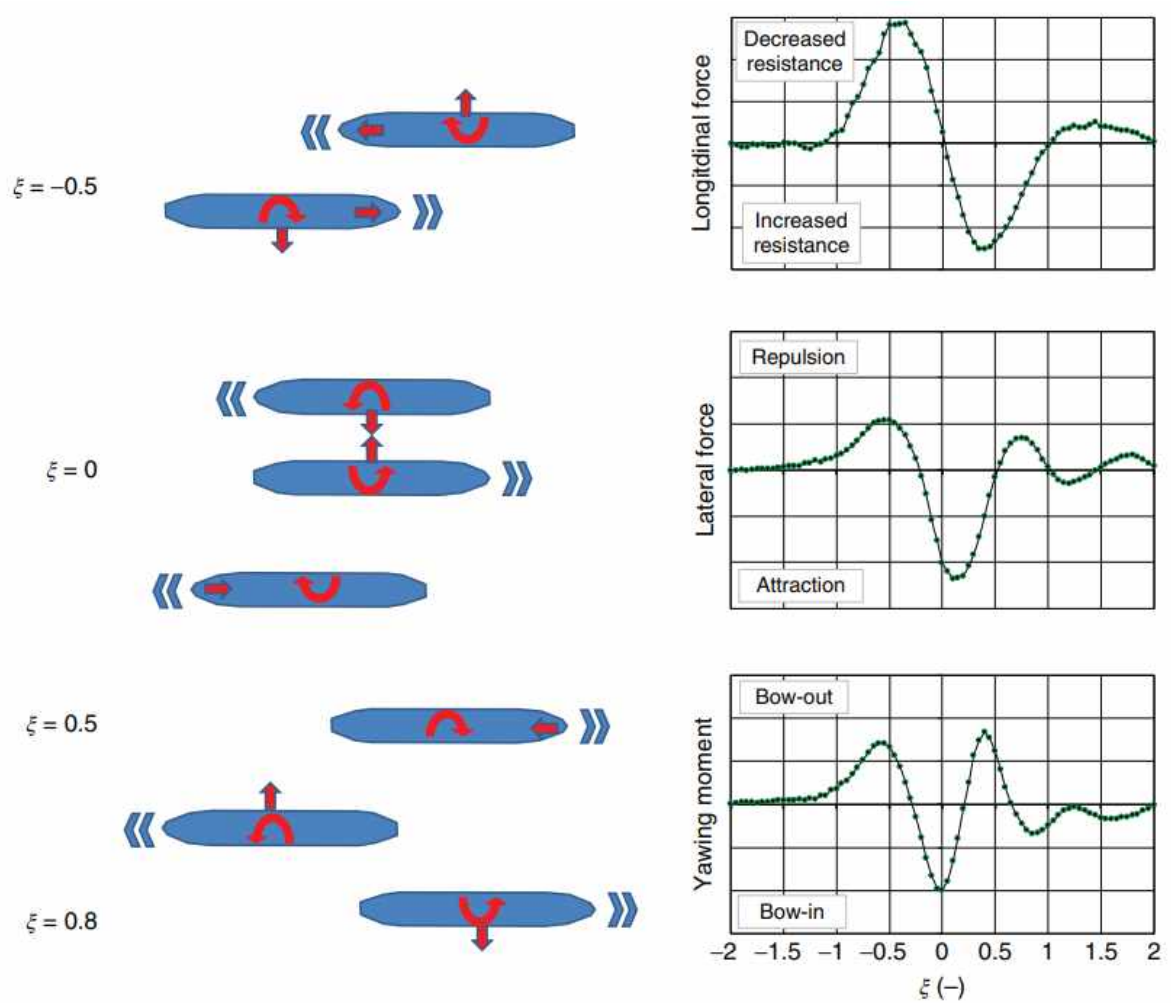 ξ = –0.5
ξ = 0
ξ = 0.5
ξ = 0.8
Longitdinal force
Decreased
resistance
Increased
resistance
Lateral force
Repulsion
Attraction
Yawing moment
Bow-out
Bow-in
–2 –1.5 –1 –0.5 0 0.5 1 1.5 2
ξ (–)